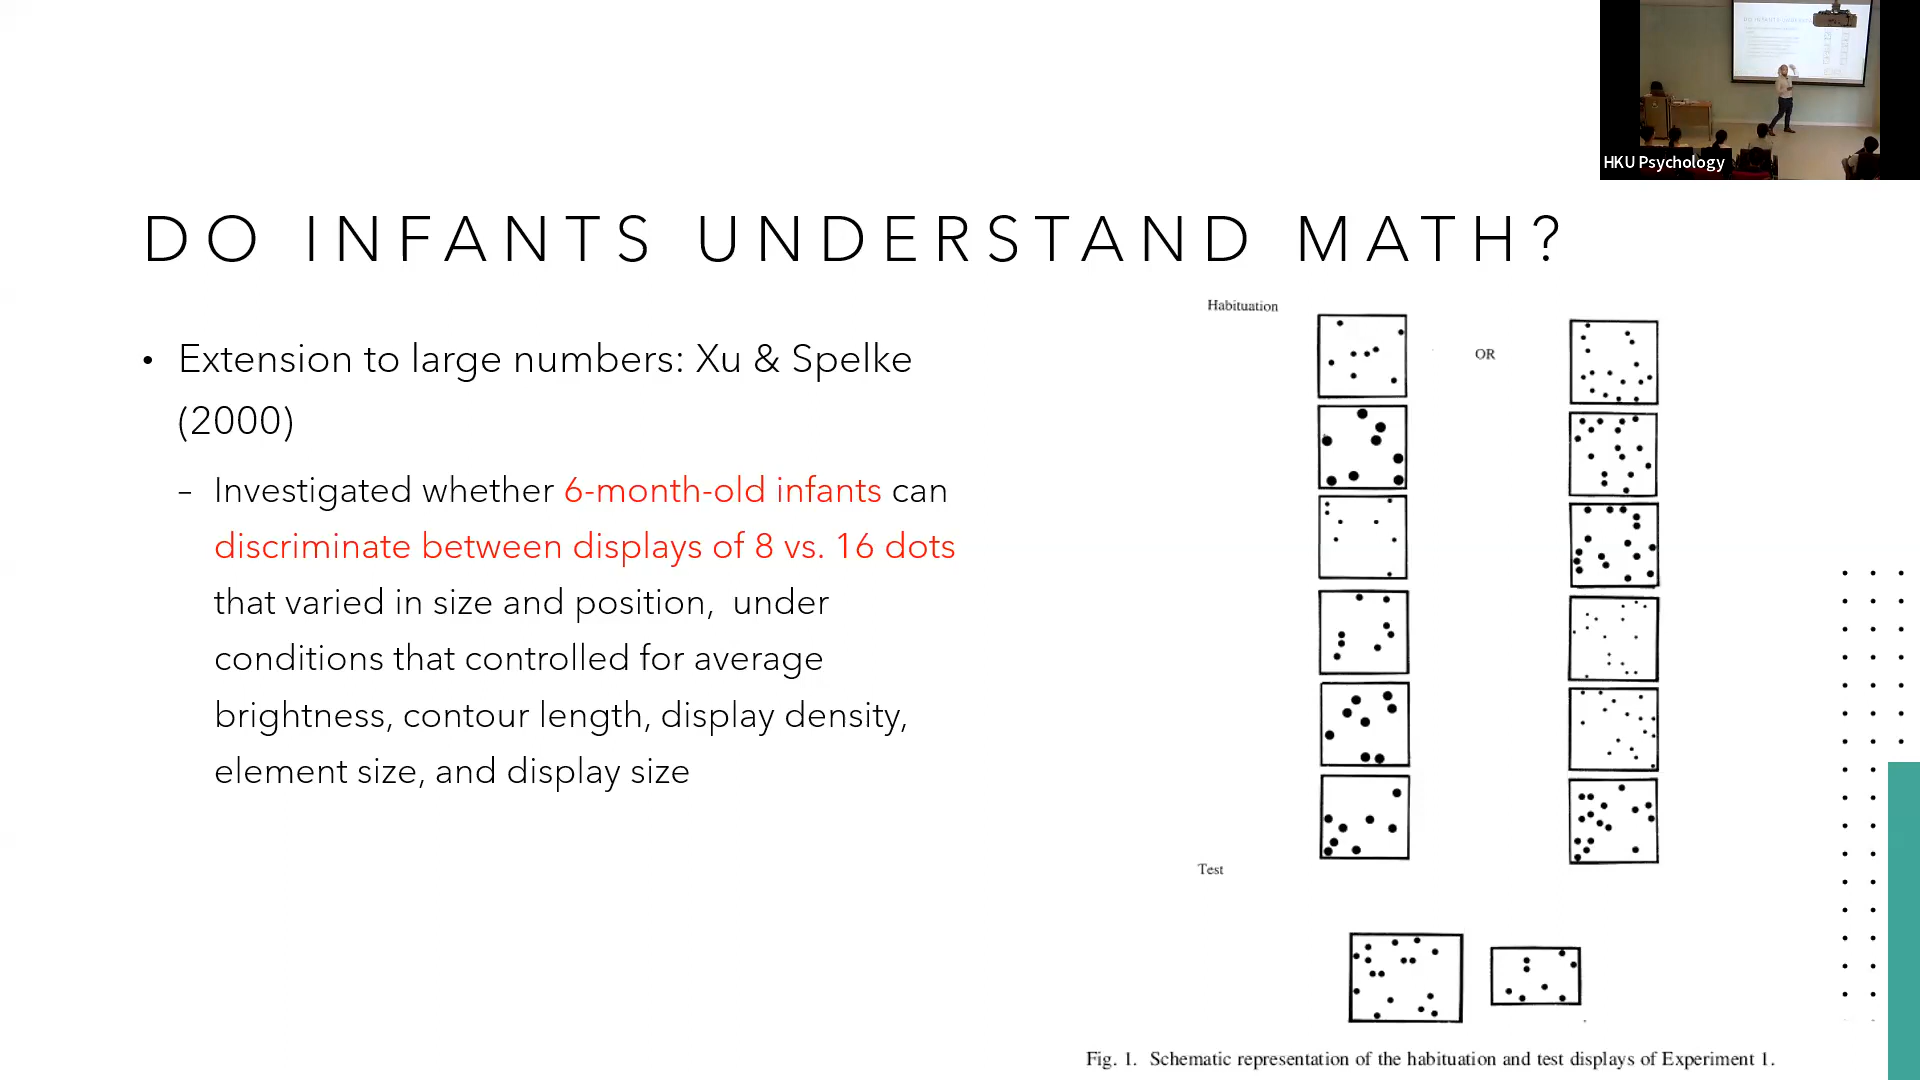 HKU Psychology
DO INFANTS UNDERSTAND MATH?
• Extension to large numbers: Xu & Spelke
(2000)
– Investigated whether 6-month-old infants can
discriminate between displays of 8 vs. 16 dots
that varied in size and position, under
conditions that controlled for average
brightness, contour length, display density,
element size, and display size
Habituation
OR
Test
Fig. 1. Schematic representation of the habituation and test displays of Experiment 1.